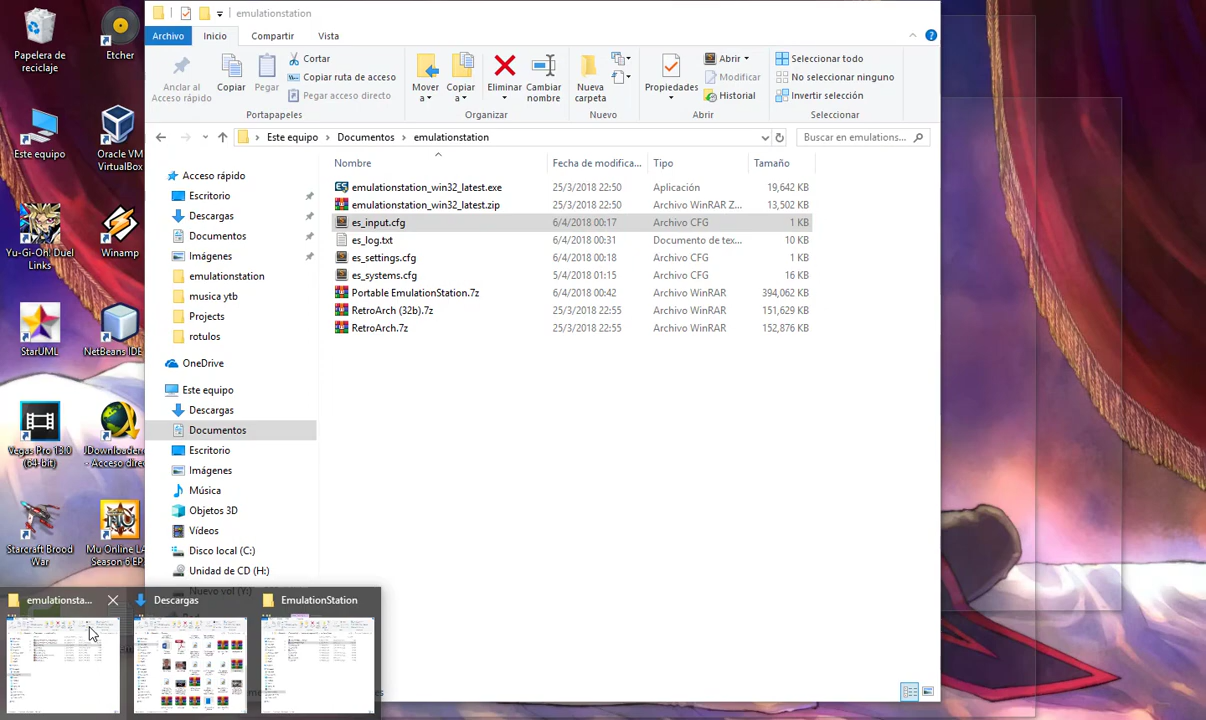 emulationstation
Archivo
Inicio
Compartir
Vista
Anclar al
Acceso rápido
Copiar
Pegar
Cortar
Copiar ruta de acceso
Pegar acceso directo
Portapapeles
Mover
a
Copiar
a
Eliminar
Cambiar
nombre
Organizar
Nueva
carpeta
Nuevo
Propiedades
Abrir
Modificar
Historial
Abrir
Seleccionar todo
No seleccionar ninguno
Invertir selección
Seleccionar
Este equipo > Documentos > emulationstation
Buscar en emulations...
Nombre Fecha de modifica... Tipo Tamaño
emulationstation_win32_latest.exe 25/3/2018 22:50 Aplicación 19,642 KB
emulationstation_win32_latest.zip 25/3/2018 22:50 Archivo WinRAR Z... 13,502 KB
es_input.cfg 6/4/2018 00:17 Archivo CFG 1 KB
es_log.txt 6/4/2018 00:31 Documento de tex... 10 KB
es_settings.cfg 6/4/2018 00:18 Archivo CFG 1 KB
es_systems.cfg 5/4/2018 01:15 Archivo CFG 16 KB
Portable EmulationStation.7z 6/4/2018 00:42 Archivo WinRAR 394,062 KB
RetroArch (32b).7z 25/3/2018 22:55 Archivo WinRAR 151,629 KB
RetroArch.7z 25/3/2018 22:55 Archivo WinRAR 152,876 KB
Acceso rápido
Escritorio
Descargas
Documentos
Imágenes
emulationstation
musica ytb
Projects
rotulos
OneDrive
Este equipo
Descargas
Documentos
Escritorio
Imágenes
Música
Objetos 3D
Vídeos
Disco local (C:)
Unidad de CD (H:)
Nuevo vol (Y:)
Papelera de
reciclaje
Etcher
Este equipo
Oracle VM
VirtualBox
Yu-Gi-Oh! Duel
Links
Winamp
StarUML
NetBeans IDE
Vegas Pro 13.0
(64-bit)
JDownloader
- Acceso direc
Starcraft Brood
War
Mu Online LA
Season 6 EP
emulationsta...
Descargas
EmulationStation